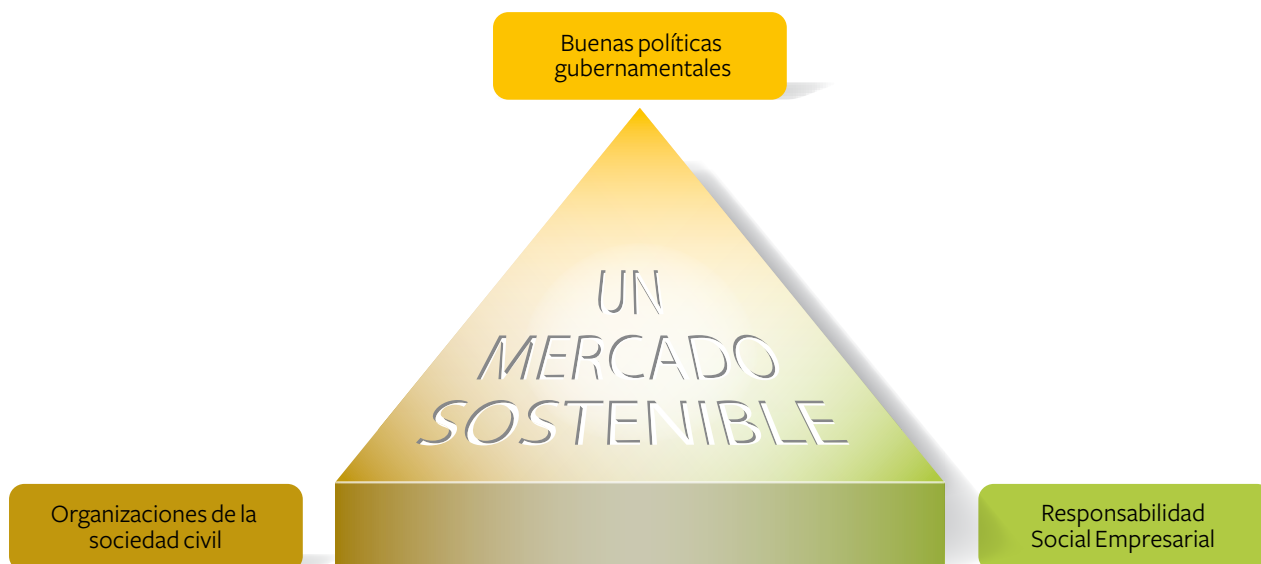 Buenas políticas
gubernamentales
UN
MERCADO
SOSTENIBLE
Organizaciones de la
sociedad civil
Responsabilidad
Social Empresarial